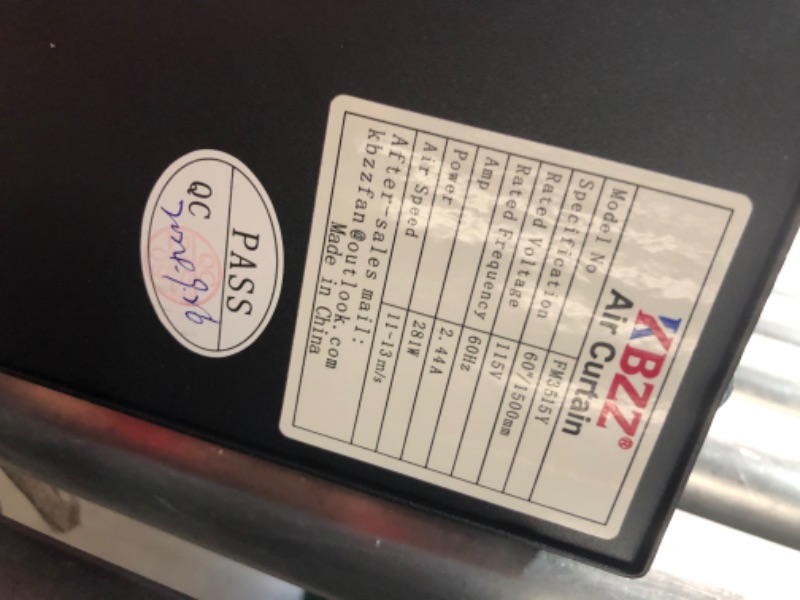 KBZZ®
Air Curtain
Model No FM3515Y
Specification 60"/1500mm
Rated Voltage 115V
Rated Frequency 60Hz
Amp 2.44A
Power 281W
Air Speed 11-13m/s
After-sales mail:
kbzzfan@outlook.com
Made in China
PASS
QC